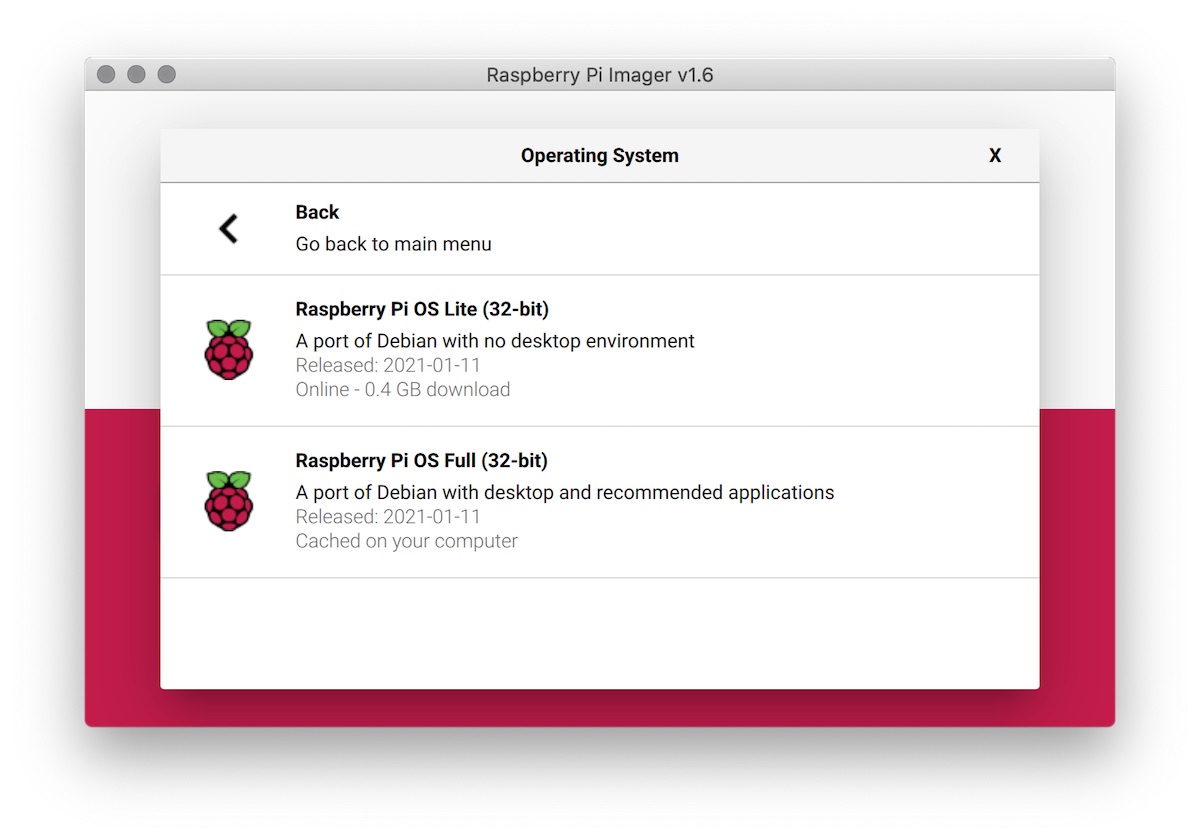 Raspberry Pi Imager v1.6
Operating System X
Back
Go back to main menu
Raspberry Pi OS Lite (32-bit)
A port of Debian with no desktop environment
Released: 2021-01-11
Online - 0.4 GB download
Raspberry Pi OS Full (32-bit)
A port of Debian with desktop and recommended applications
Released: 2021-01-11
Cached on your computer